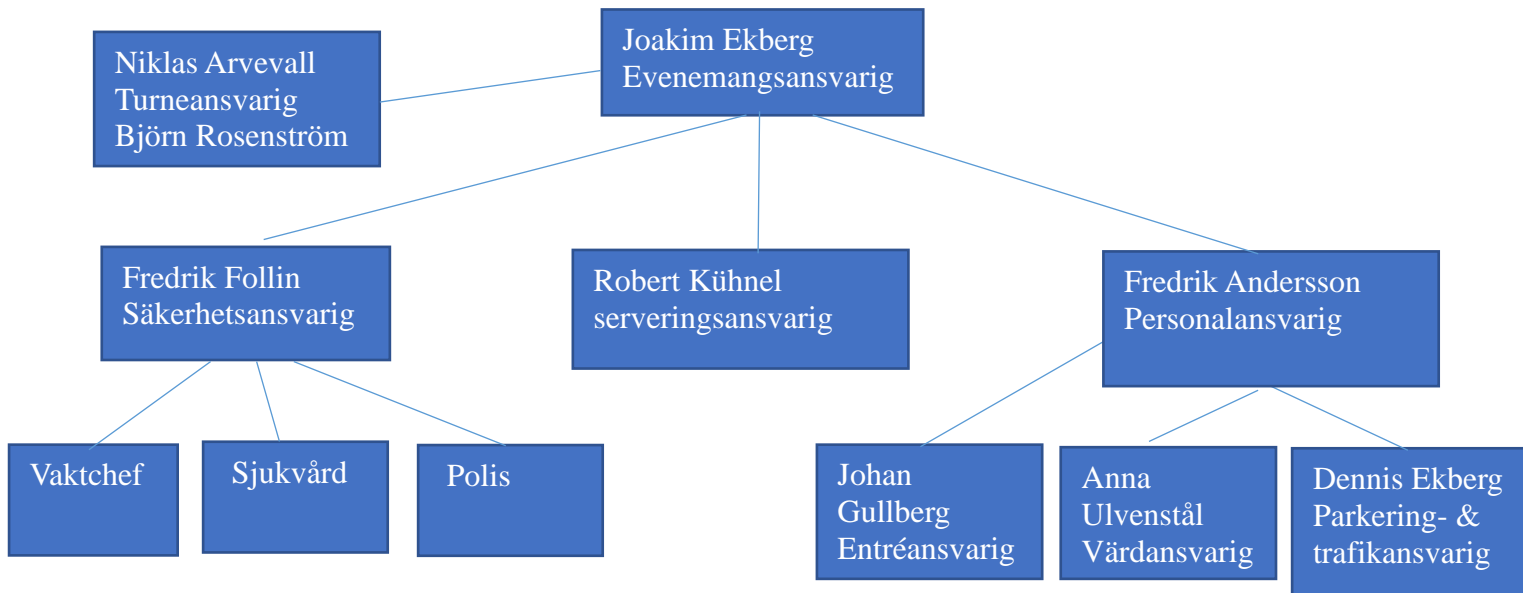 Niklas Arvevall
Turneansvarig
Björn Rosenström
Joakim Ekberg
Evenemangsansvarig
Fredrik Follin
Säkerhetsansvarig
Robert Kühnel
serveringsansvarig
Fredrik Andersson
Personalansvarig
Vaktchef
Sjukvård
Polis
Johan
Gullberg
Entréansvarig
Anna
Ulvenstål
Värdansvarig
Dennis Ekberg
Parkering- &
trafikansvarig